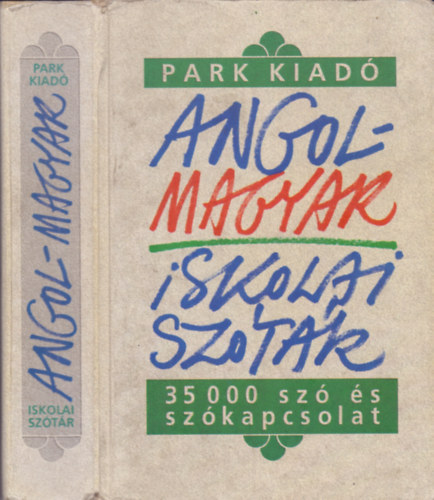 PARK
KIADÓ
ANGOL-MAGYAR
ISKOLAI
SZÓTÁR
PARK KIADÓ
ANGOL-
MAGYAR
iSKOLAi
SZÓTÁR
35 000 szó és
szókapcsolat